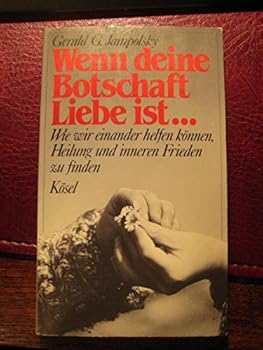 Gerald G. Jampolsky
Wenn deine
Botschaft
Liebe ist...
Wie wir einander helfen können,
Heilung und inneren Frieden
zu finden
Kösel